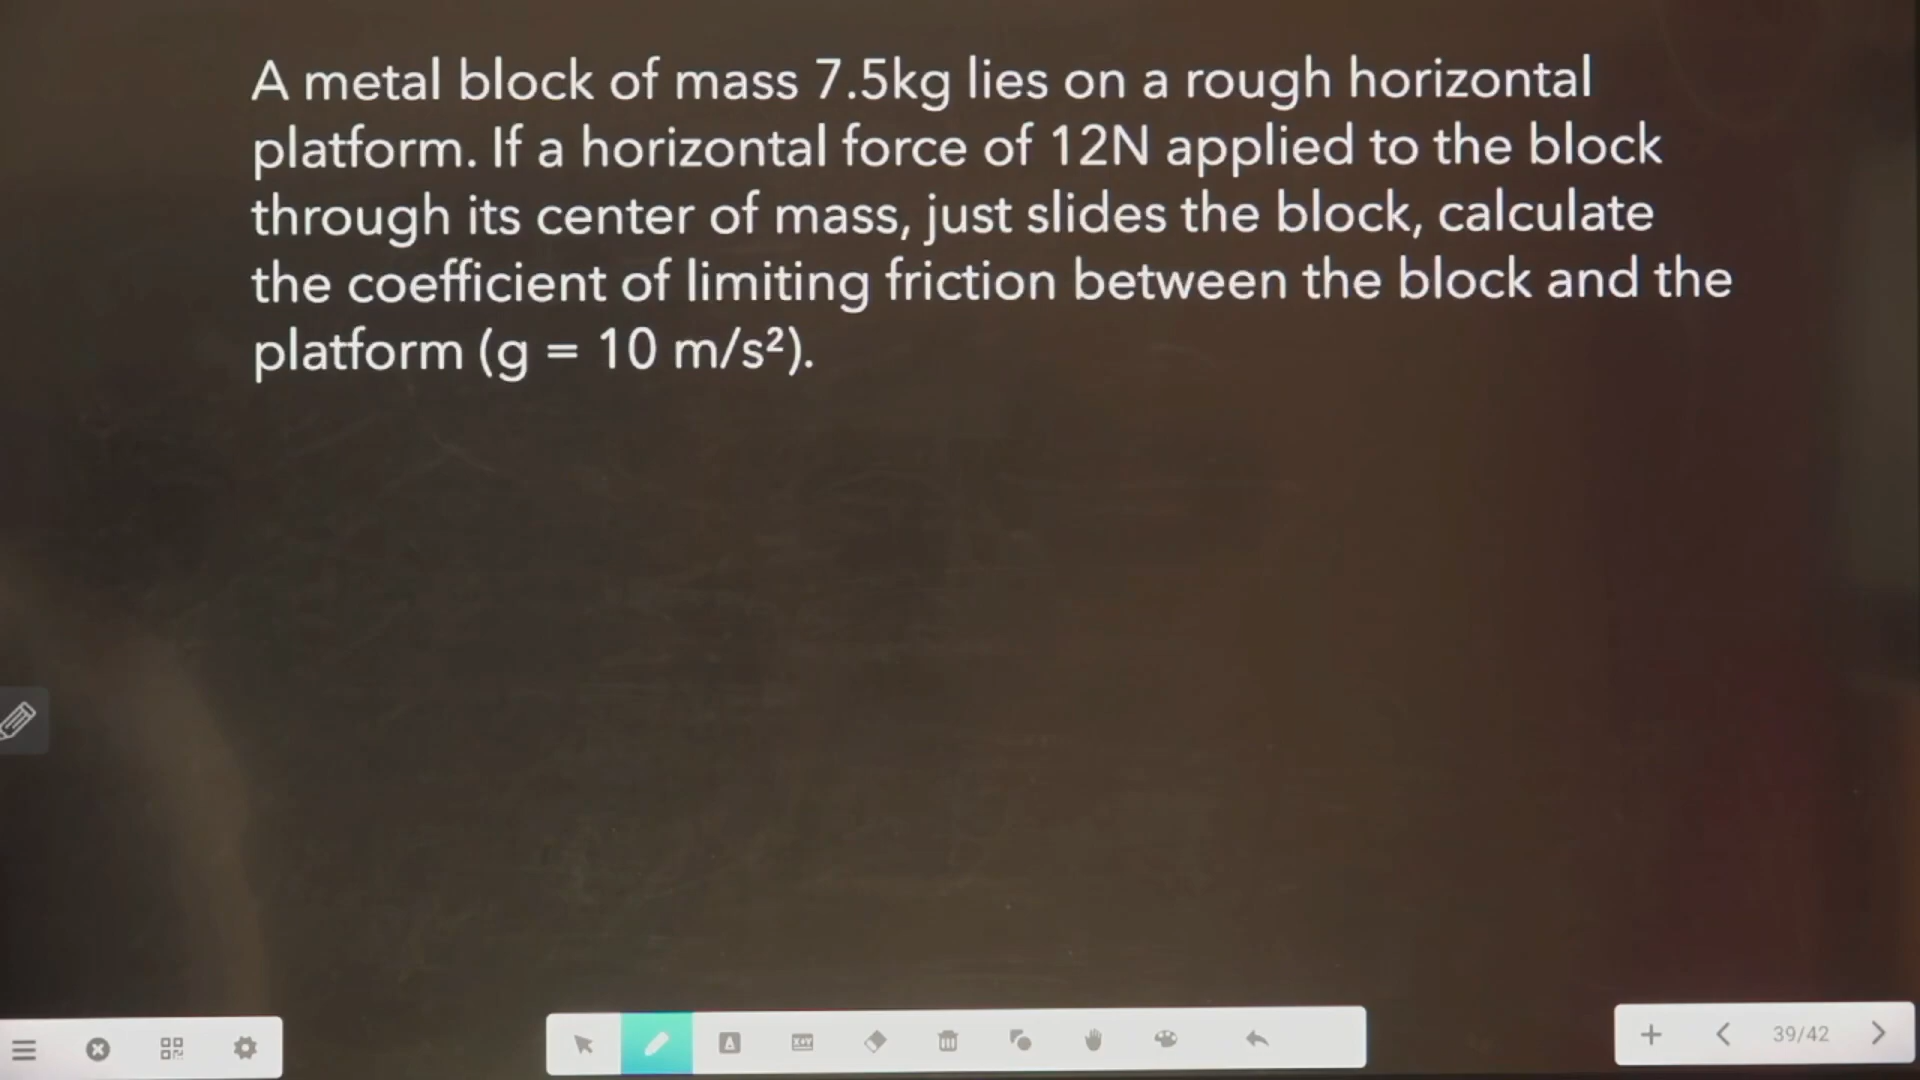 A metal block of mass 7.5kg lies on a rough horizontal
platform. If a horizontal force of 12N applied to the block
through its center of mass, just slides the block, calculate
the coefficient of limiting friction between the block and the
platform (g = 10 m/s²).
A
X+Y
39/42